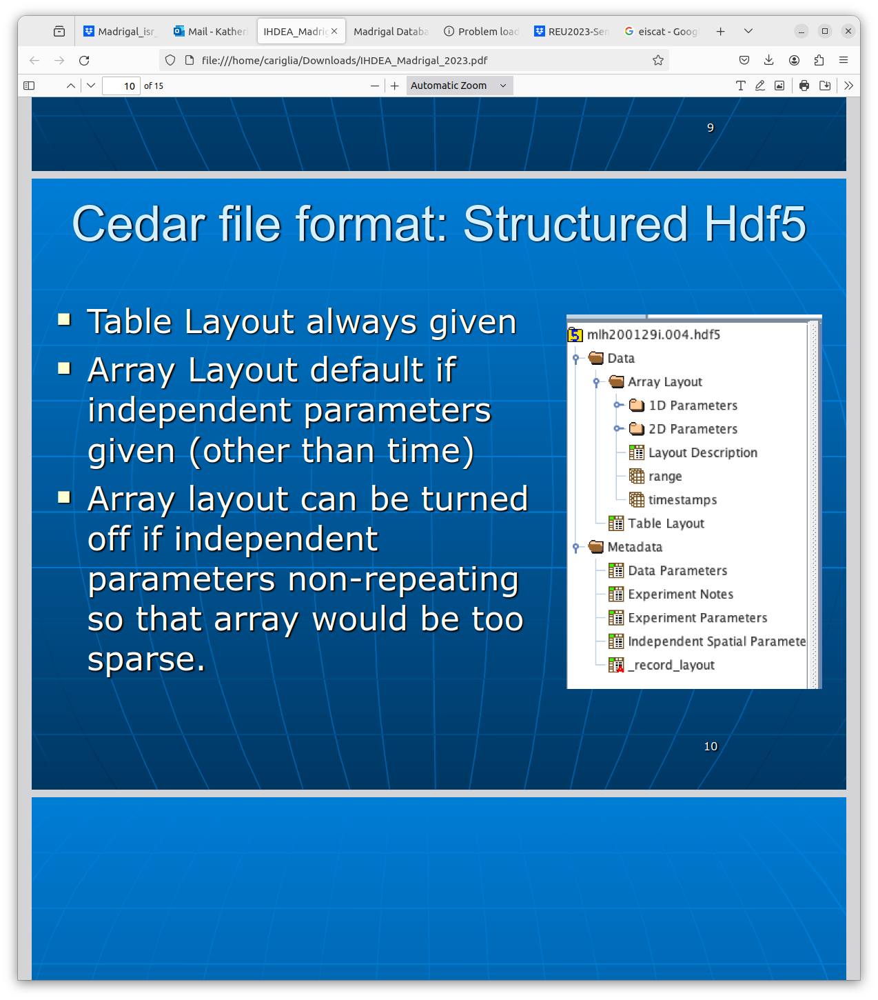 Madrigal_isr_
Mail - Katheri
IHDEA_Madrig
Madrigal Databa
Problem load
REU2023-Sem
eiscat - Googl
file:///home/cariglia/Downloads/IHDEA_Madrigal_2023.pdf
10 of 15
Automatic Zoom
9
Cedar file format: Structured Hdf5
Table Layout always given
Array Layout default if
independent parameters
given (other than time)
Array layout can be turned
off if independent
parameters non-repeating
so that array would be too
sparse.
mlh200129i.004.hdf5
Data
Array Layout
1D Parameters
2D Parameters
Layout Description
range
timestamps
Table Layout
Metadata
Data Parameters
Experiment Notes
Experiment Parameters
Independent Spatial Paramete
_record_layout
10